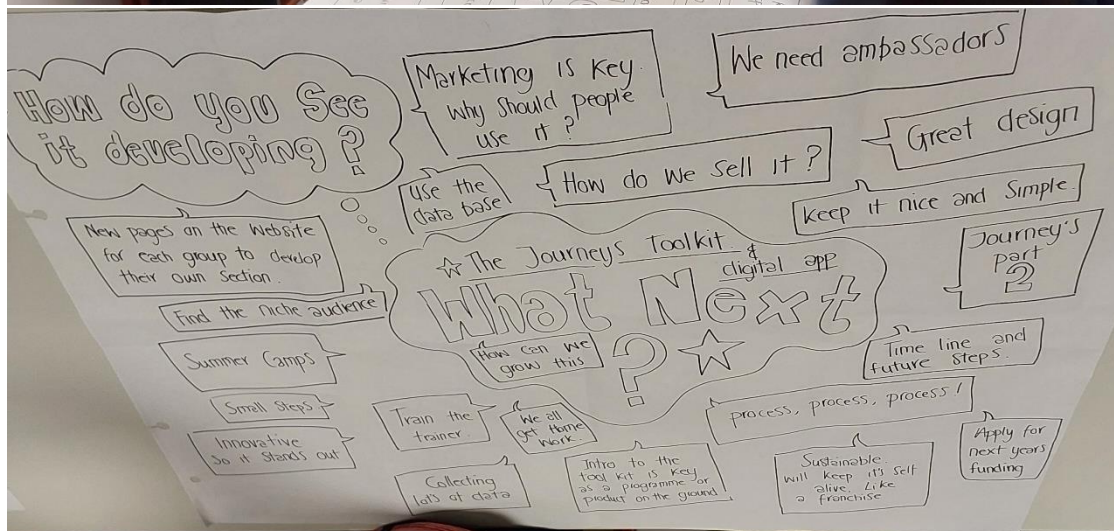 How do you See
it developing?
Marketing is Key.
why should people
use it?
We need ambassadors
Great design
use the
data base
How do we sell it?
keep it nice and simple.
New pages on the website
for each group to develop
their own section.
☆ The Journeys Toolkit
& digital app
What Next
? ☆
How can we
grow this
Journey's
part
2
Find the niche audience
Summer Camps
Small steps
Innovative
so it stands out
Time line and
future steps.
Train the
trainer.
We all
get Home
work.
process, process, process!
Collecting
lots of data
Intro to the
tool kit is key
as a programme or
product on the ground
Sustainable.
will keep it's self
alive. Like
a franchise
Apply for
next years
funding